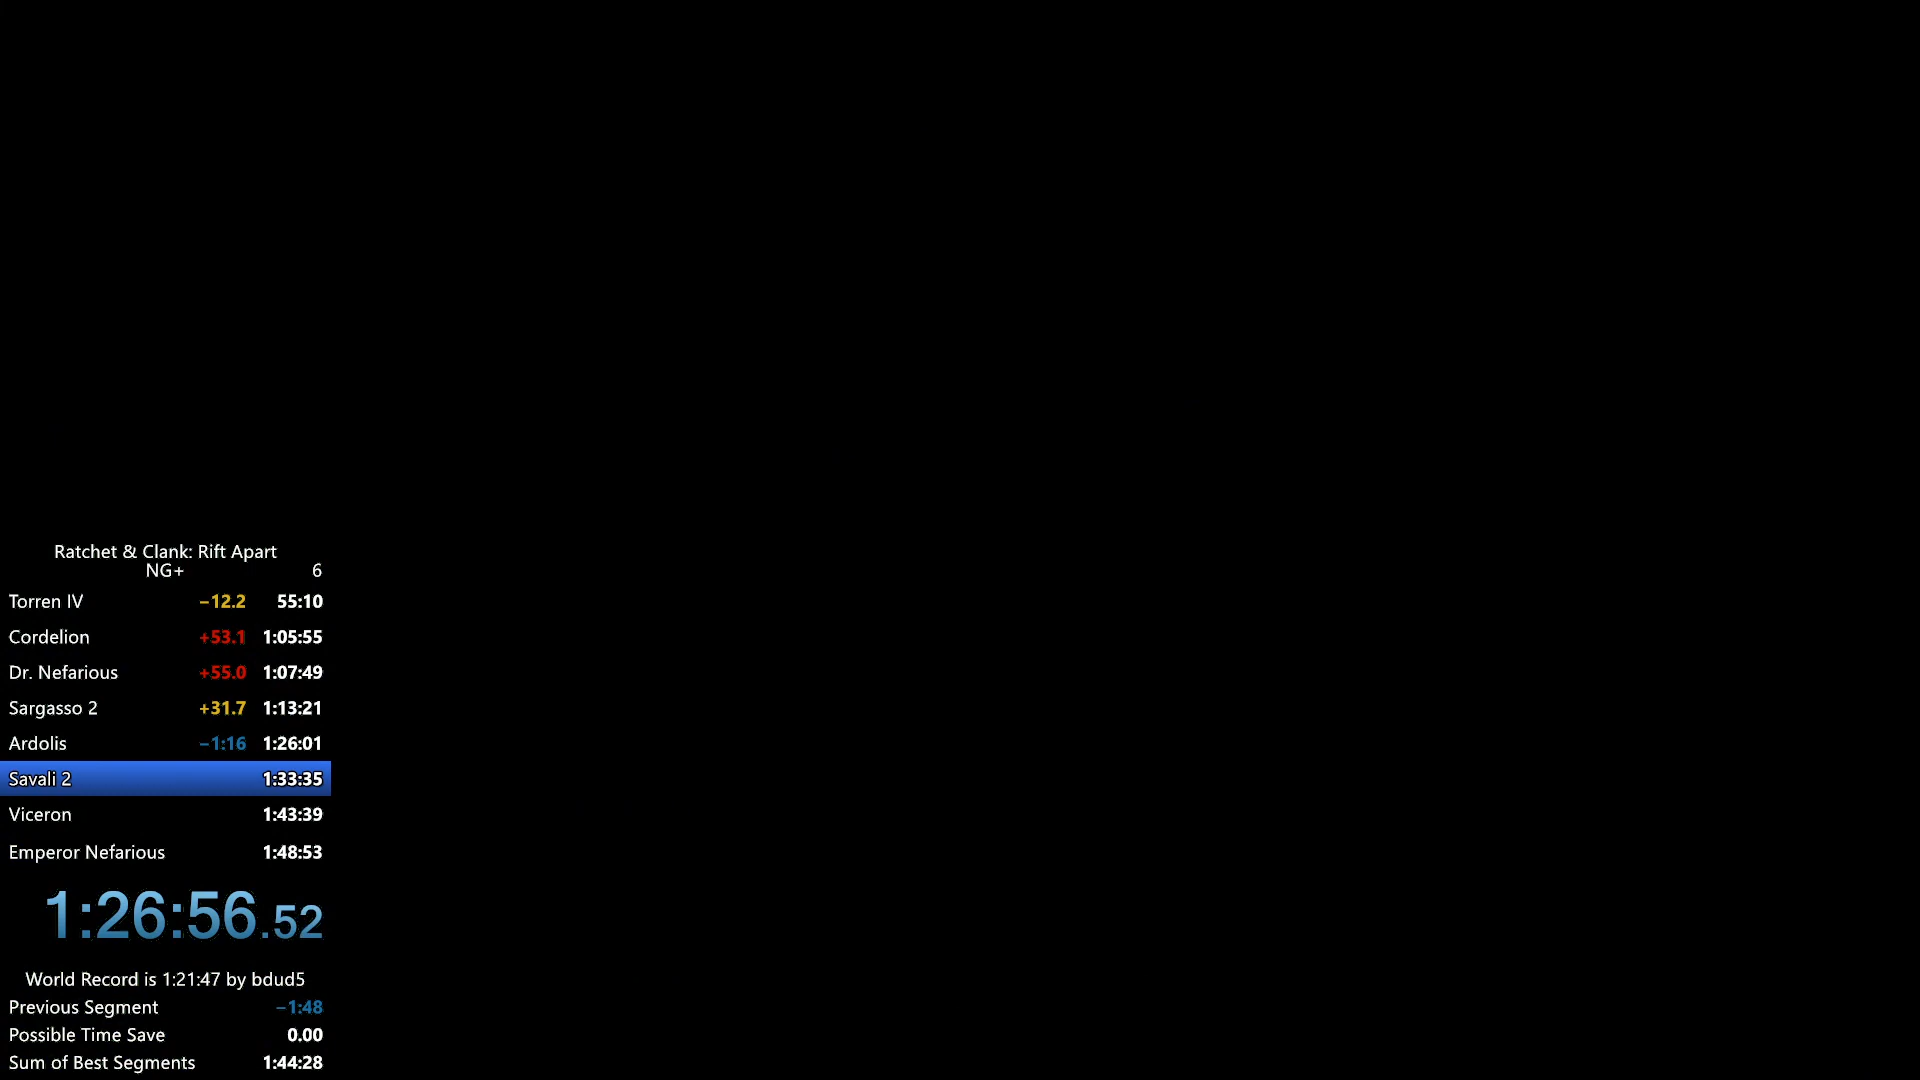 Ratchet & Clank: Rift Apart
NG+ 6
Torren IV −12.2 55:10
Cordelion +53.1 1:05:55
Dr. Nefarious +55.0 1:07:49
Sargasso 2 +31.7 1:13:21
Ardolis −1:16 1:26:01
Savali 2 1:33:35
Viceron 1:43:39
Emperor Nefarious 1:48:53
1:26:56.52
World Record is 1:21:47 by bdud5
Previous Segment −1:48
Possible Time Save 0.00
Sum of Best Segments 1:44:28